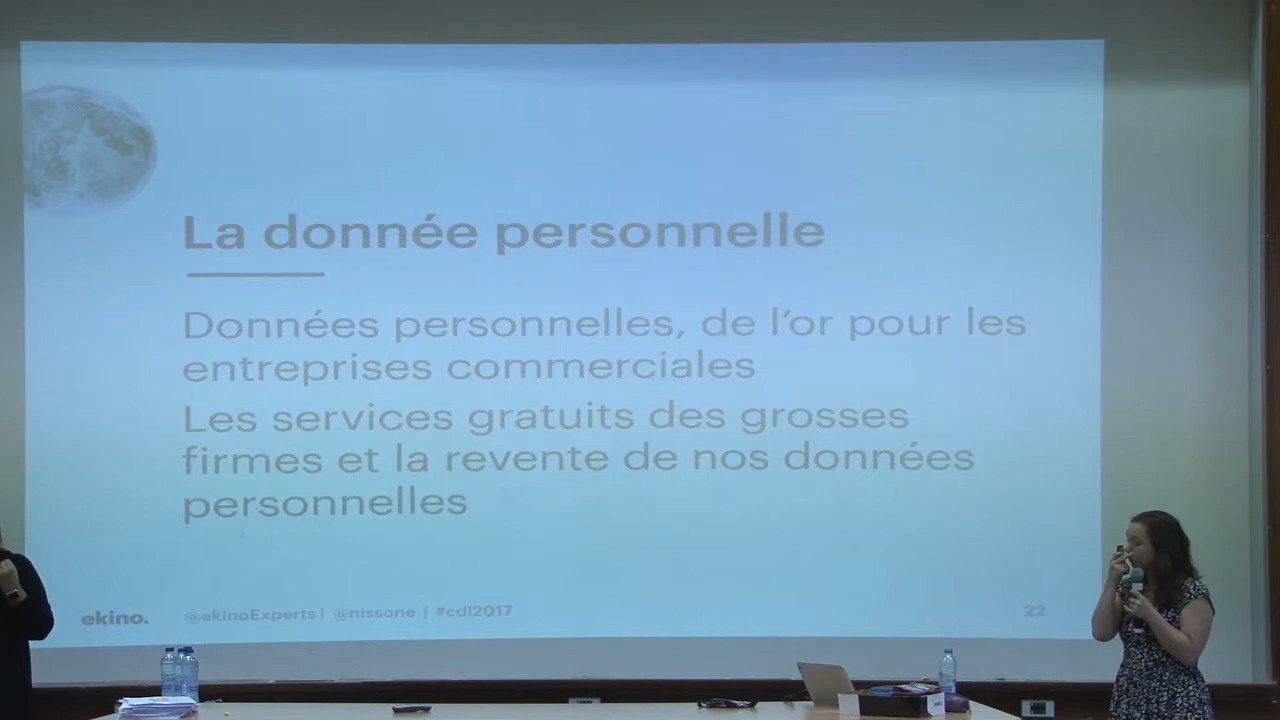 La donnée personnelle
Données personnelles, de l'or pour les
entreprises commerciales
Les services gratuits des grosses
firmes et la revente de nos données
personnelles
ekino. @ekinoExperts | @nissone | #cdl2017 22